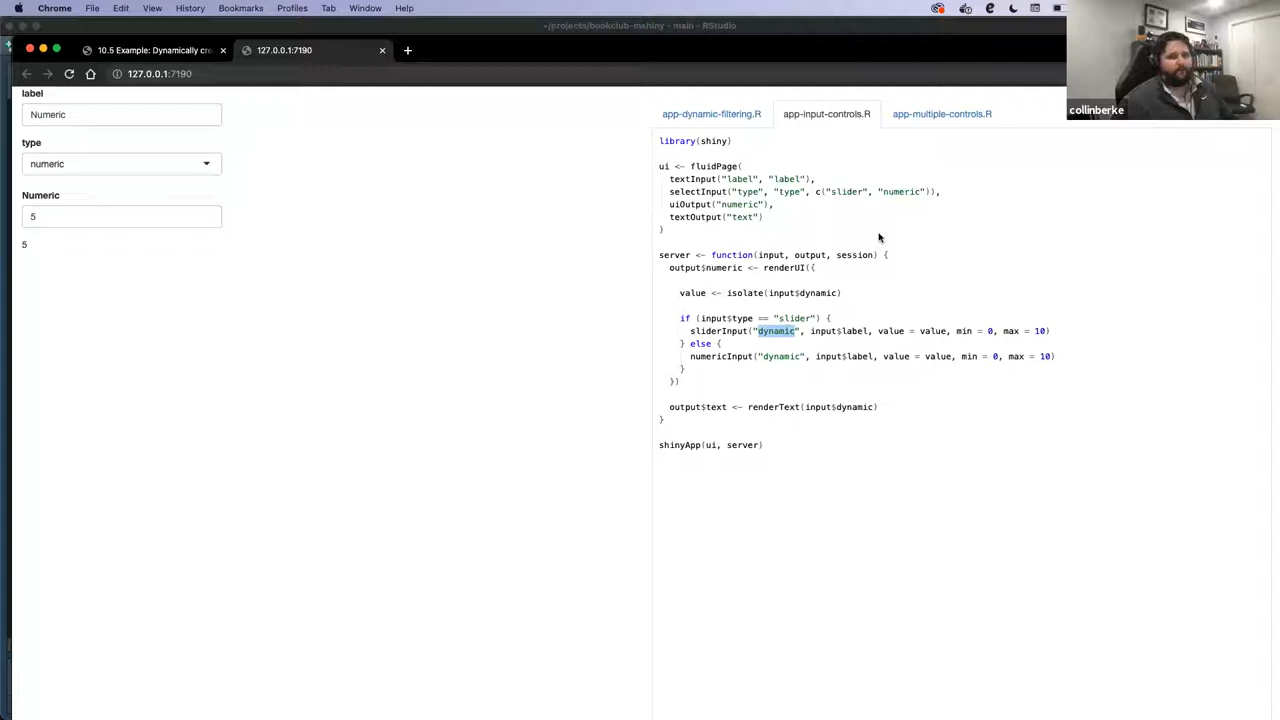 Chrome File Edit View History Bookmarks Profiles Tab Window Help
~/projects/bookclub-mshiny - main - RStudio
10.5 Example: Dynamically cre
127.0.0.1:7190
127.0.0.1:7190
collinberke
label
Numeric
type
numeric
Numeric
5
5
app-dynamic-filtering.R app-input-controls.R app-multiple-controls.R
library(shiny)
ui <- fluidPage(
textInput("label", "label"),
selectInput("type", "type", c("slider", "numeric")),
uiOutput("numeric"),
textOutput("text")
)
server <- function(input, output, session) {
output$numeric <- renderUI({
value <- isolate(input$dynamic)
if (input$type == "slider") {
sliderInput("dynamic", input$label, value = value, min = 0, max = 10)
} else {
numericInput("dynamic", input$label, value = value, min = 0, max = 10)
}
})
output$text <- renderText(input$dynamic)
}
shinyApp(ui, server)